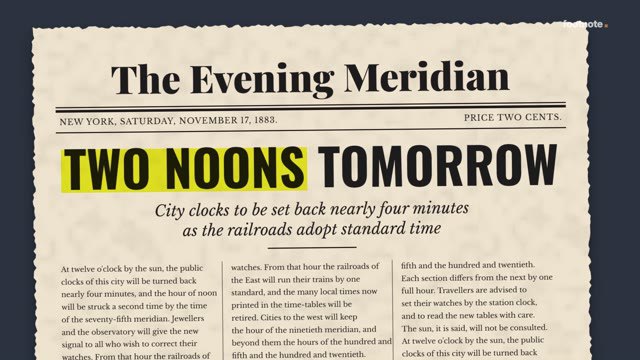 footnote.
The Evening Meridian
NEW YORK, SATURDAY, NOVEMBER 17, 1883.
PRICE TWO CENTS.
TWO NOONS TOMORROW
City clocks to be set back nearly four minutes
as the railroads adopt standard time
At twelve o'clock by the sun, the public
clocks of this city will be turned back
nearly four minutes, and the hour of noon
will be struck a second time by the time
of the seventy-fifth meridian. Jewellers
and the observatory will give the new
signal to all who wish to correct their
watches. From that hour the railroads of
watches. From that hour the railroads of
the East will run their trains by one
standard, and the many local times now
printed in the time-tables will be
retired. Cities to the west will keep
the hour of the ninetieth meridian, and
beyond them the hours of the hundred and
fifth and the hundred and twentieth.
fifth and the hundred and twentieth.
Each section differs from the next by one
full hour. Travellers are advised to
set their watches by the station clock,
and to read the new tables with care.
The sun, it is said, will not be consulted.
At twelve o'clock by the sun, the public
clocks of this city will be turned back